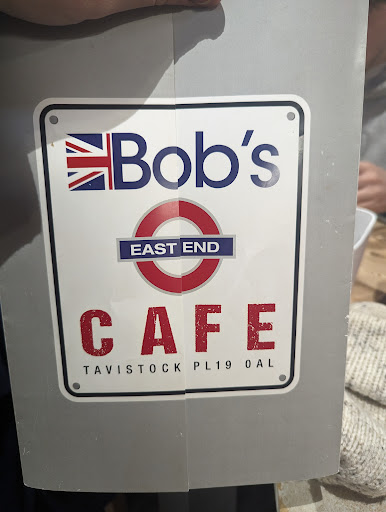 Bob's
EAST END
CAFE
TAVISTOCK PL19 0AL